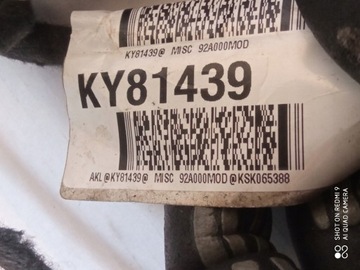 KY81439@ MISC 92A000MOD
KY81439
AKL@KY81439@ MISC 92A000MOD@KSK065388
SHOT ON REDMI 9
AI QUAD CAMERA